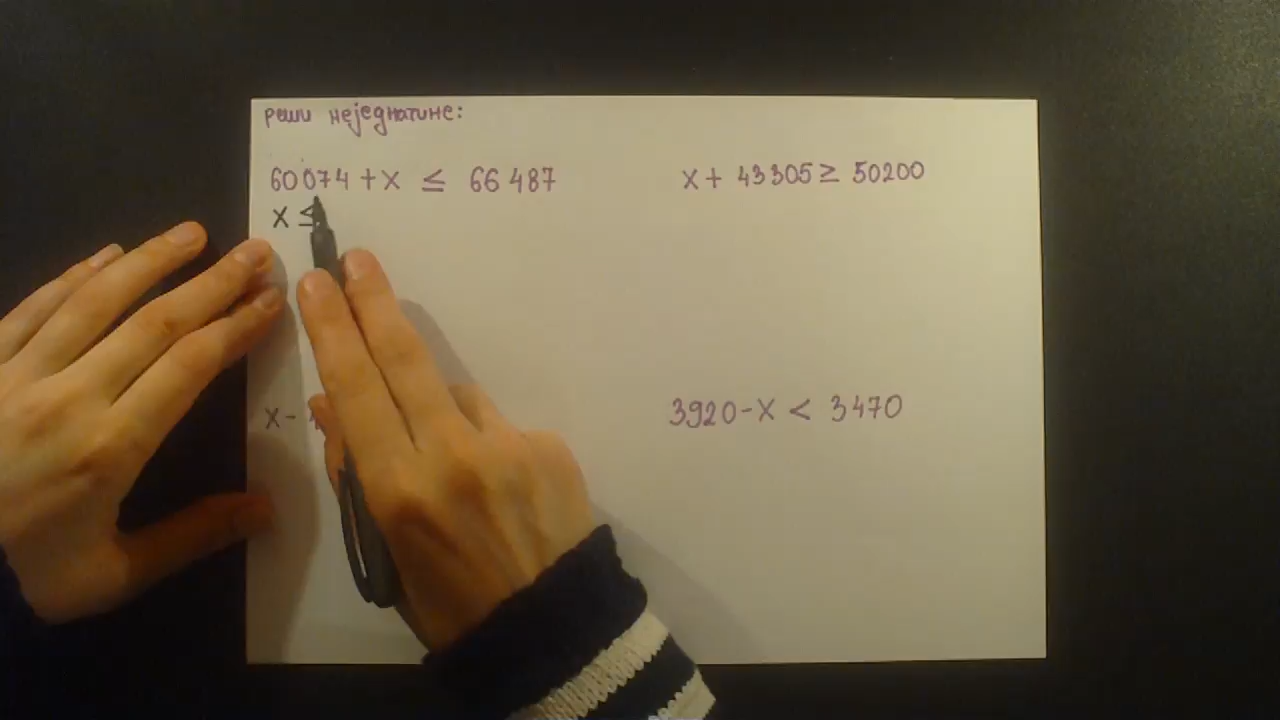 реши неједначине:
60074 + x ≤ 66487
x + 43305 ≥ 50200
x ≤
x -
3920 - x < 3470